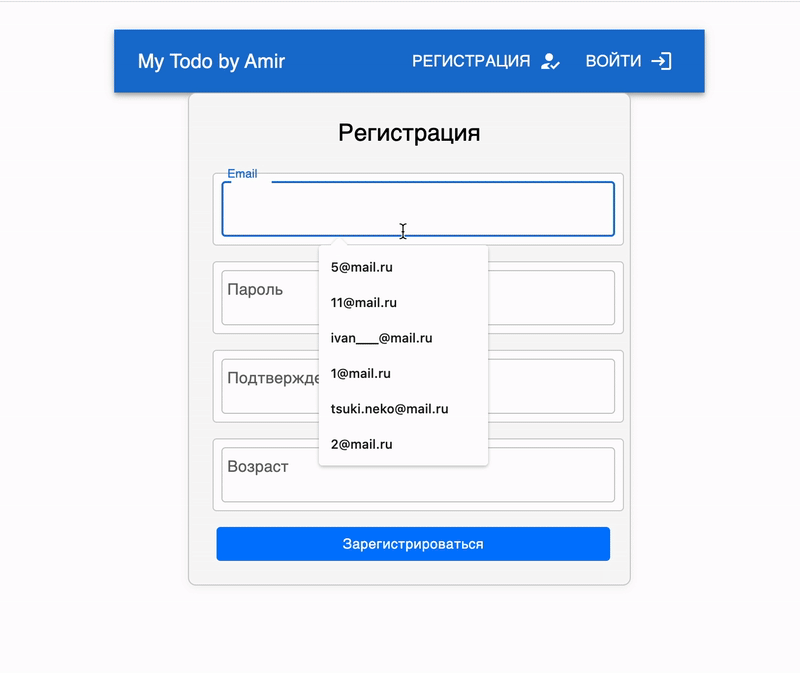 My Todo by Amir
РЕГИСТРАЦИЯ
ВОЙТИ
Регистрация
Email
5@mail.ru
Пароль
11@mail.ru
ivan___@mail.ru
1@mail.ru
Подтвержде
tsuki.neko@mail.ru
2@mail.ru
Возраст
Зарегистрироваться